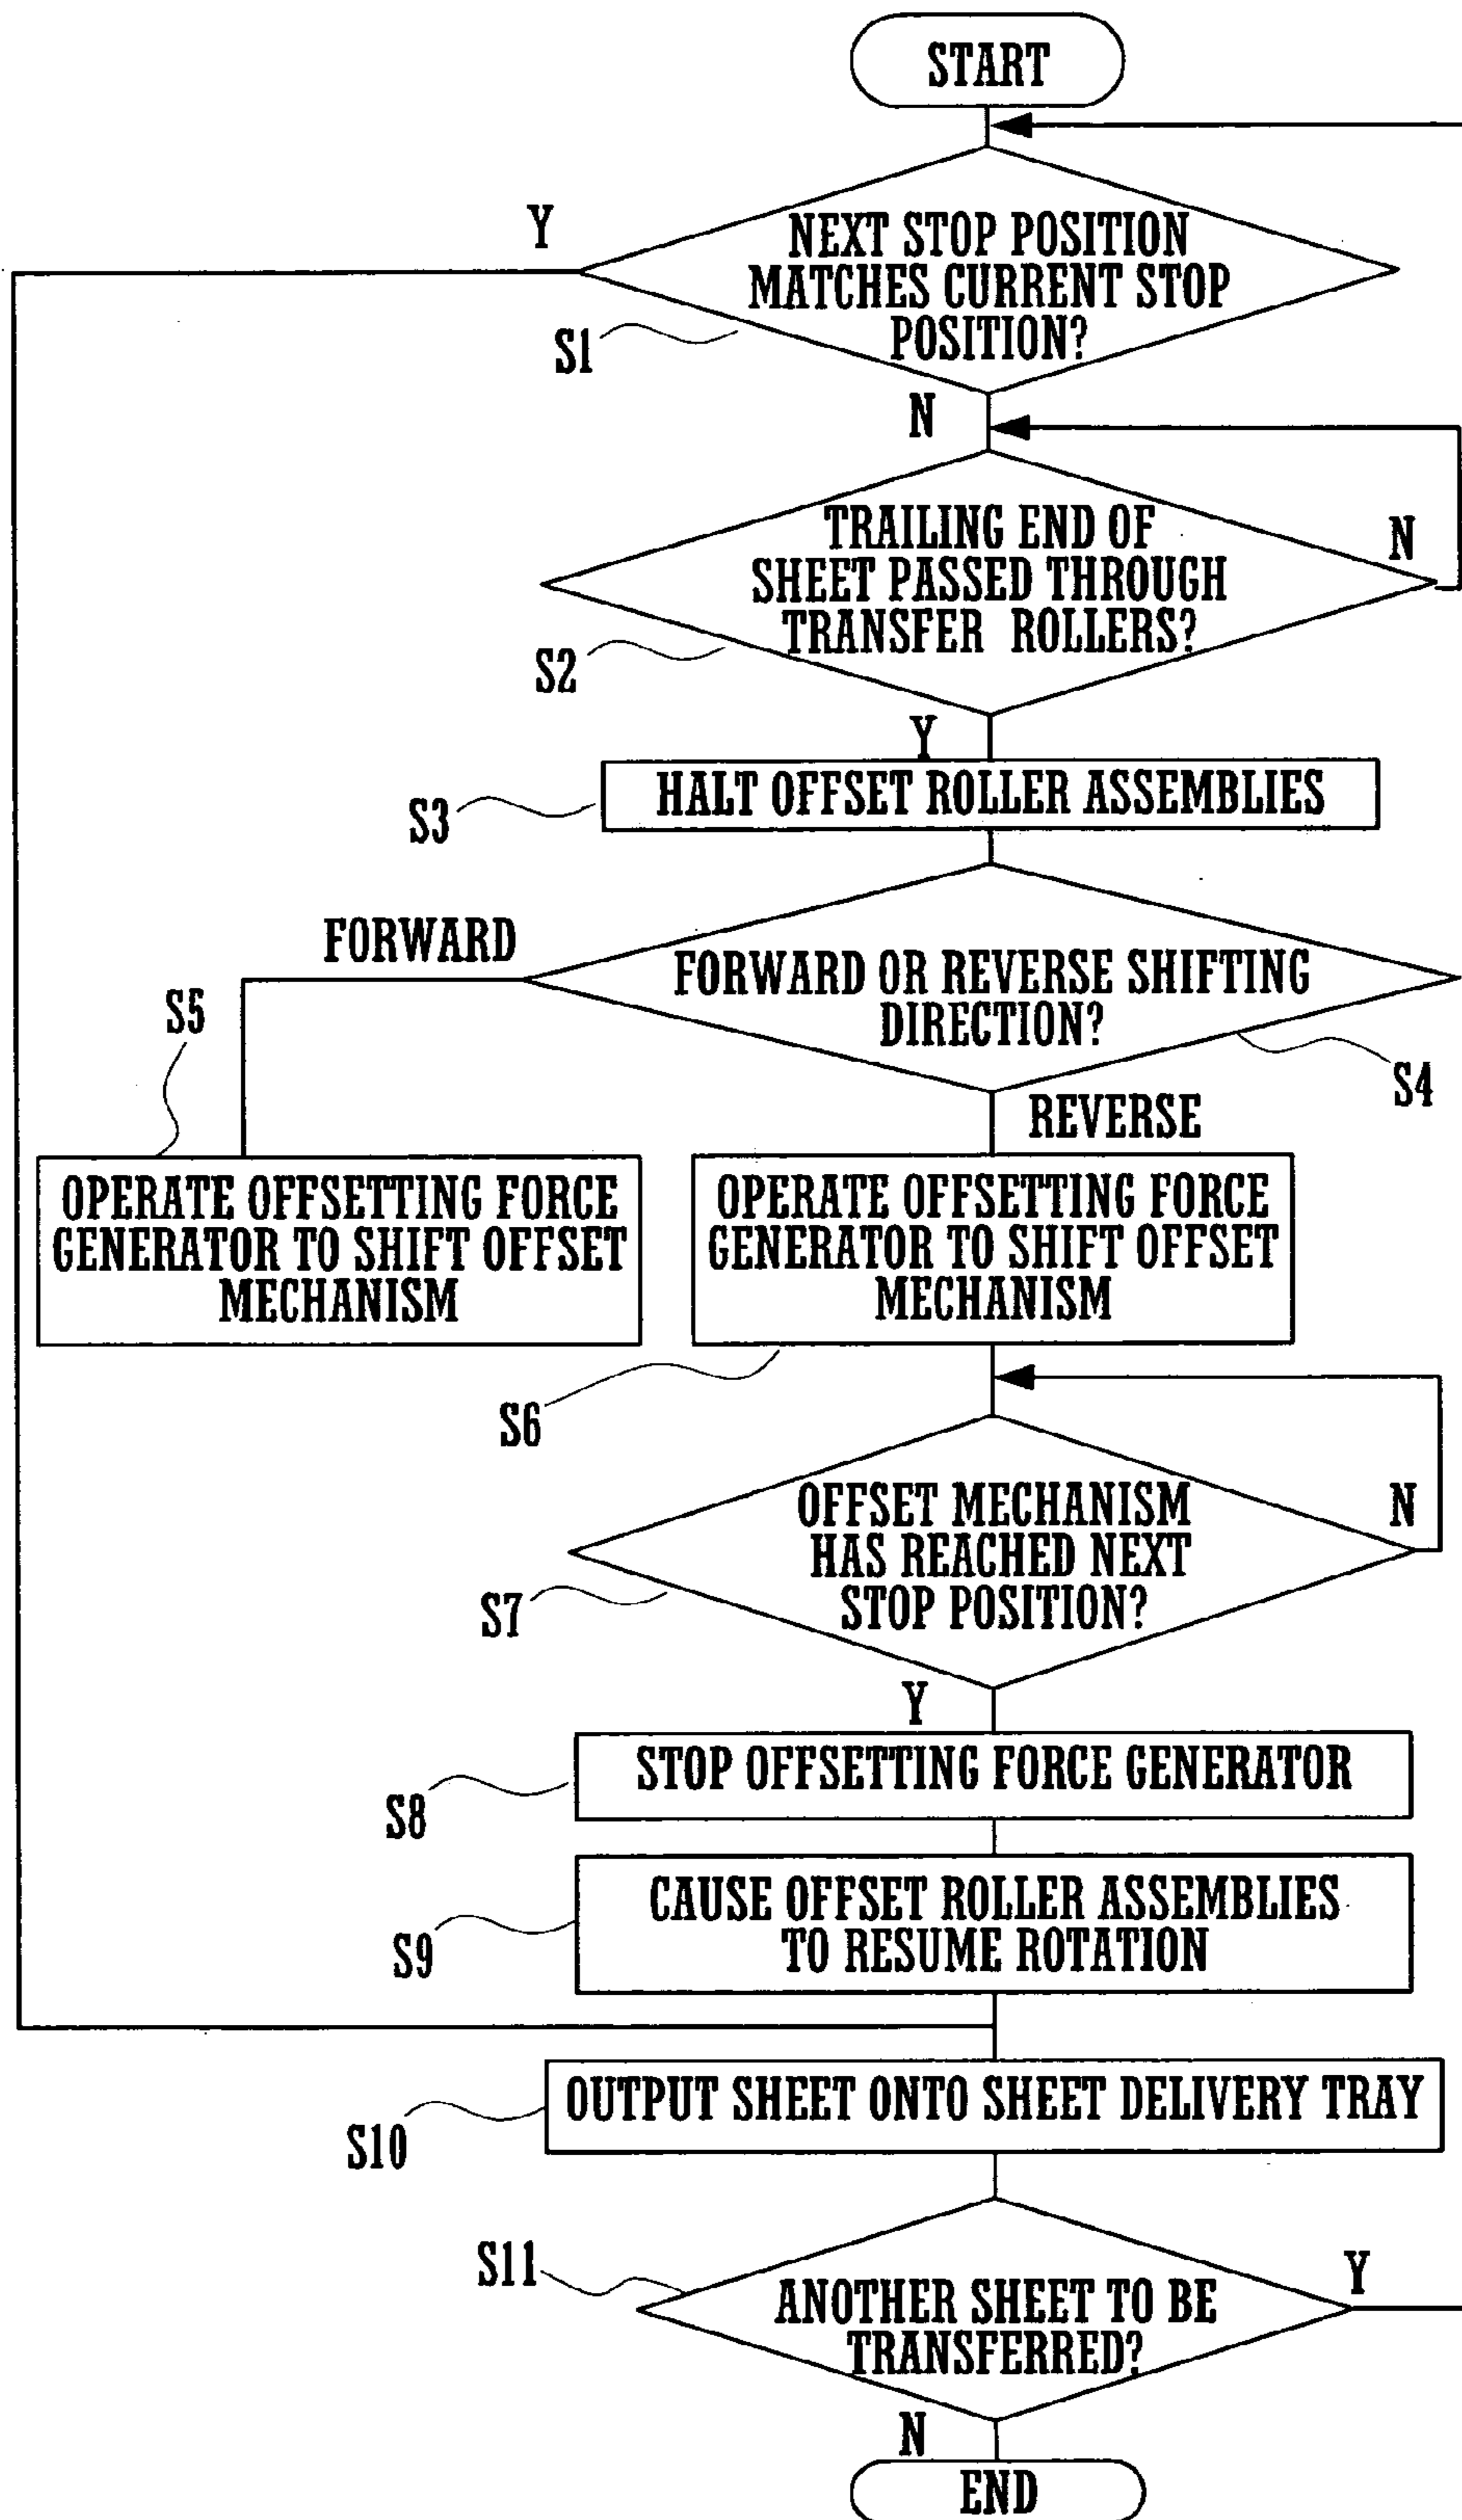 START
Y
NEXT STOP POSITION
MATCHES CURRENT STOP
POSITION?
S1
N
TRAILING END OF
SHEET PASSED THROUGH
TRANSFER ROLLERS?
N
S2
Y
HALT OFFSET ROLLER ASSEMBLIES
S3
FORWARD
FORWARD OR REVERSE SHIFTING
DIRECTION?
S4
S5
REVERSE
OPERATE OFFSETTING FORCE
GENERATOR TO SHIFT OFFSET
MECHANISM
OPERATE OFFSETTING FORCE
GENERATOR TO SHIFT OFFSET
MECHANISM
S6
OFFSET MECHANISM
HAS REACHED NEXT
STOP POSITION?
N
S7
Y
STOP OFFSETTING FORCE GENERATOR
S8
CAUSE OFFSET ROLLER ASSEMBLIES
TO RESUME ROTATION
S9
OUTPUT SHEET ONTO SHEET DELIVERY TRAY
S10
S11
ANOTHER SHEET TO BE
TRANSFERRED?
Y
N
END